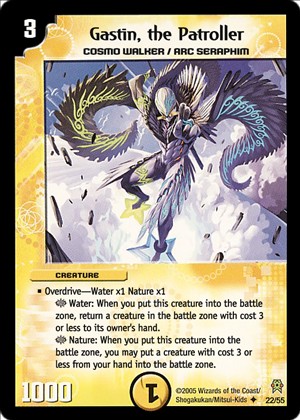 3
Gastin, the Patroller
COSMO WALKER / ARC SERAPHIM
CREATURE
■ Overdrive—Water x1 Nature x1
Water: When you put this creature into the battle
zone, return a creature in the battle zone with cost 3
or less to its owner's hand.
Nature: When you put this creature into the battle
zone, you may put a creature with cost 3 or
less from your hand into your mana zone.
1000
1
©2005 Wizards of the Coast/
Shogakukan/Mitsui-Kids ✦ 22/55